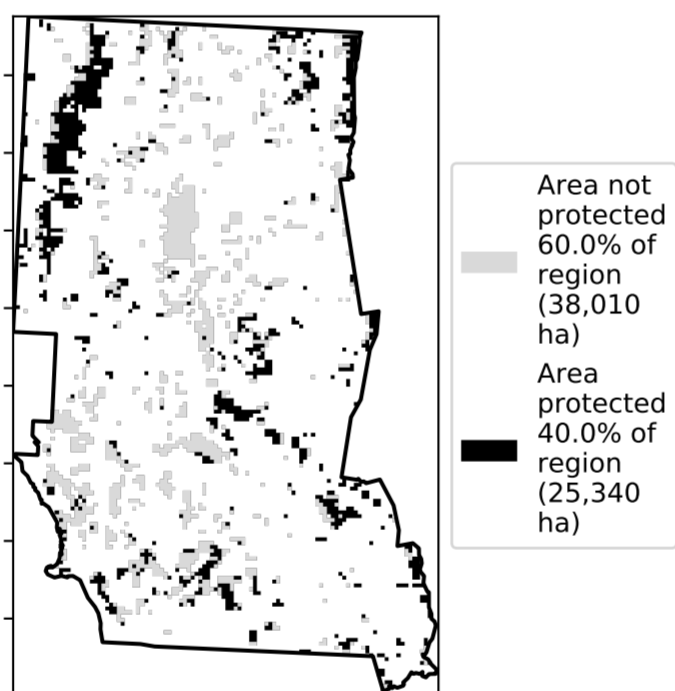 Area not
protected
60.0% of
region
(38,010
ha)
Area
protected
40.0% of
region
(25,340
ha)